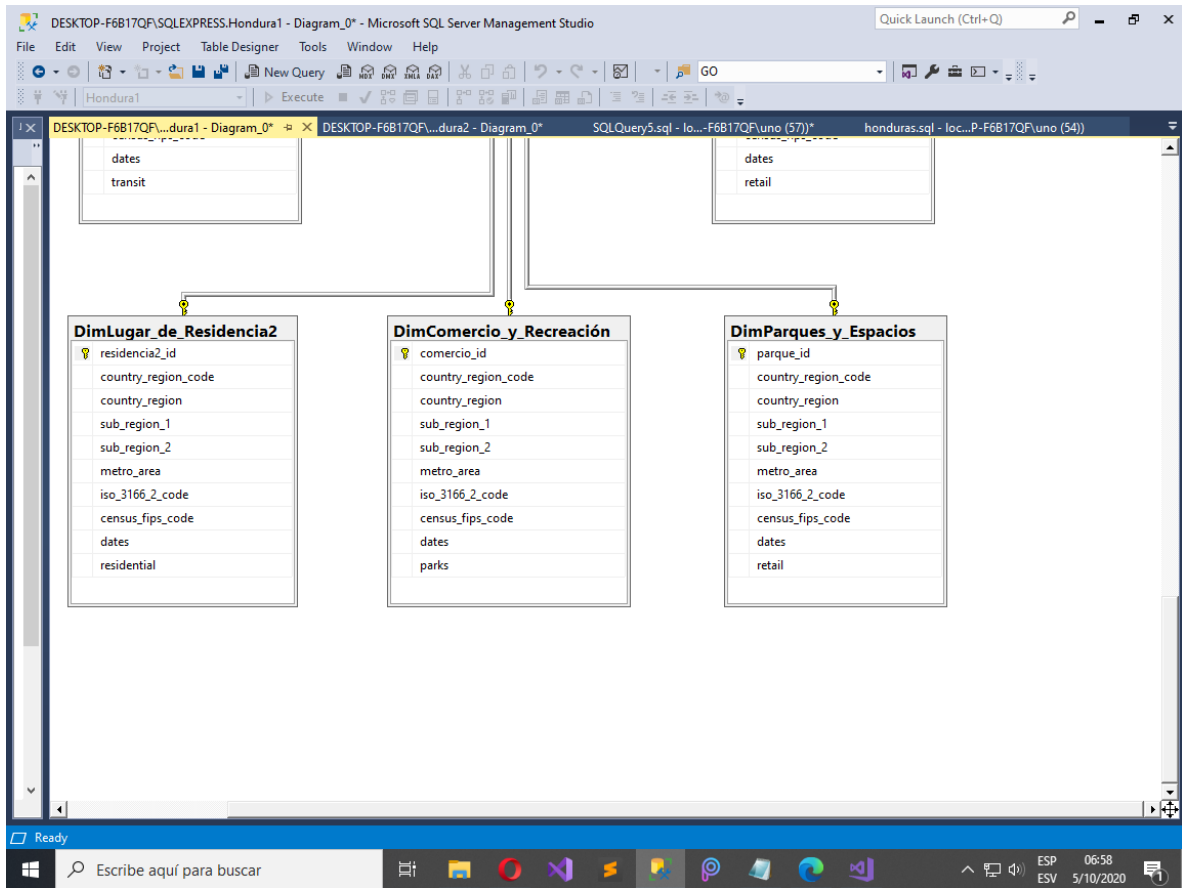 DESKTOP-F6B17QF\SQLEXPRESS.Hondura1 - Diagram_0* - Microsoft SQL Server Management Studio
Quick Launch (Ctrl+Q)
File Edit View Project Table Designer Tools Window Help
New Query MDX DMX XMLA DAX GO
Hondura1 Execute
DESKTOP-F6B17QF\...dura1 - Diagram_0* DESKTOP-F6B17QF\...dura2 - Diagram_0* SQLQuery5.sql - lo...-F6B17QF\uno (57))* honduras.sql - loc...P-F6B17QF\uno (54))
dates
transit
dates
retail
DimLugar_de_Residencia2
residencia2_id
country_region_code
country_region
sub_region_1
sub_region_2
metro_area
iso_3166_2_code
census_fips_code
dates
residential
DimComercio_y_Recreación
comercio_id
country_region_code
country_region
sub_region_1
sub_region_2
metro_area
iso_3166_2_code
census_fips_code
dates
parks
DimParques_y_Espacios
parque_id
country_region_code
country_region
sub_region_1
sub_region_2
metro_area
iso_3166_2_code
census_fips_code
dates
retail
Ready
Escribe aquí para buscar
ESP 06:58
ESV 5/10/2020